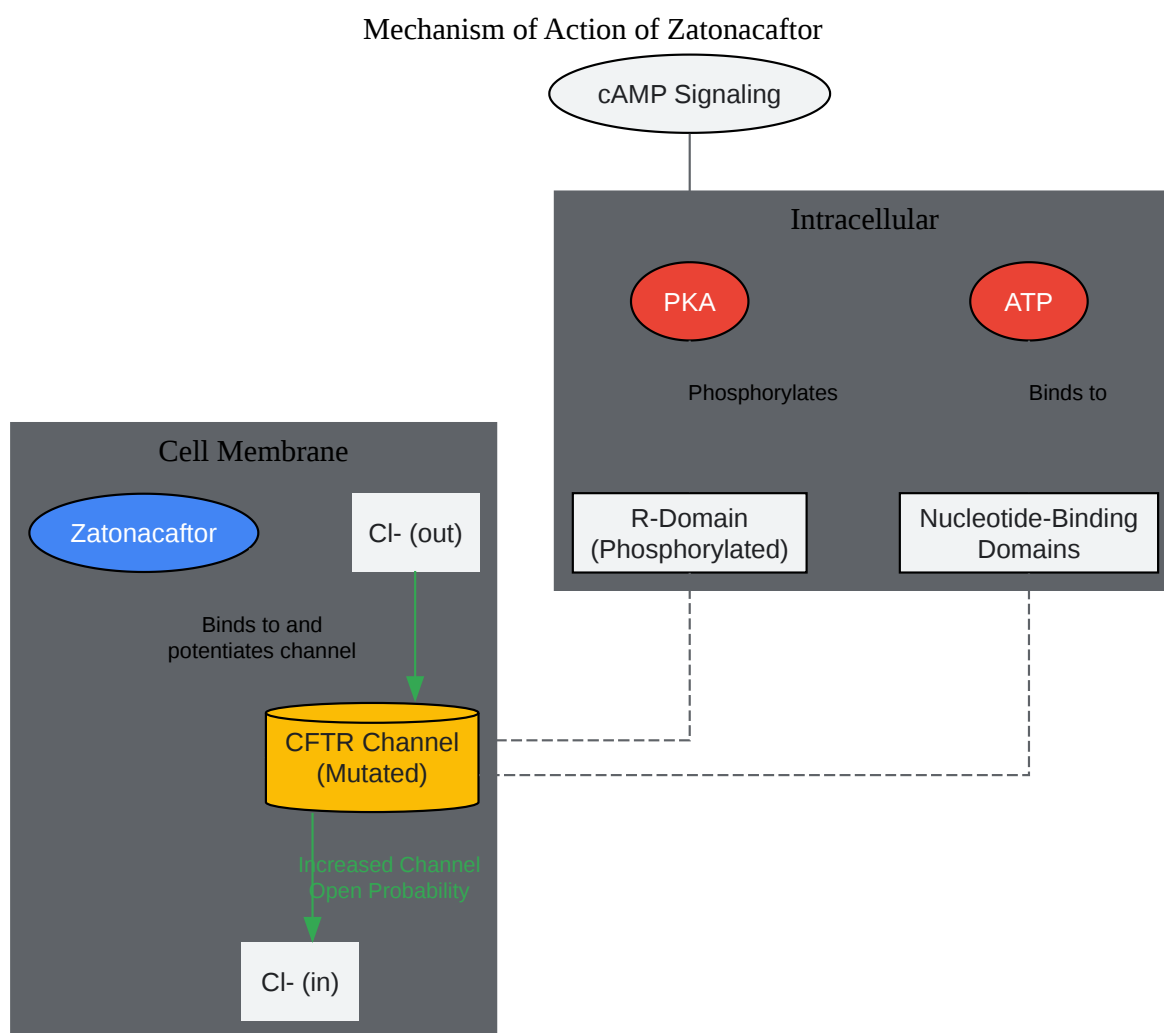 Mechanism of Action of Zatonacaftor
cAMP Signaling
Intracellular
PKA
ATP
Phosphorylates
Binds to
Cell Membrane
Zatonacaftor
Cl- (out)
R-Domain
(Phosphorylated)
Nucleotide-Binding
Domains
Binds to and
potentiates channel
CFTR Channel
(Mutated)
Increased Channel
Open Probability
Cl- (in)